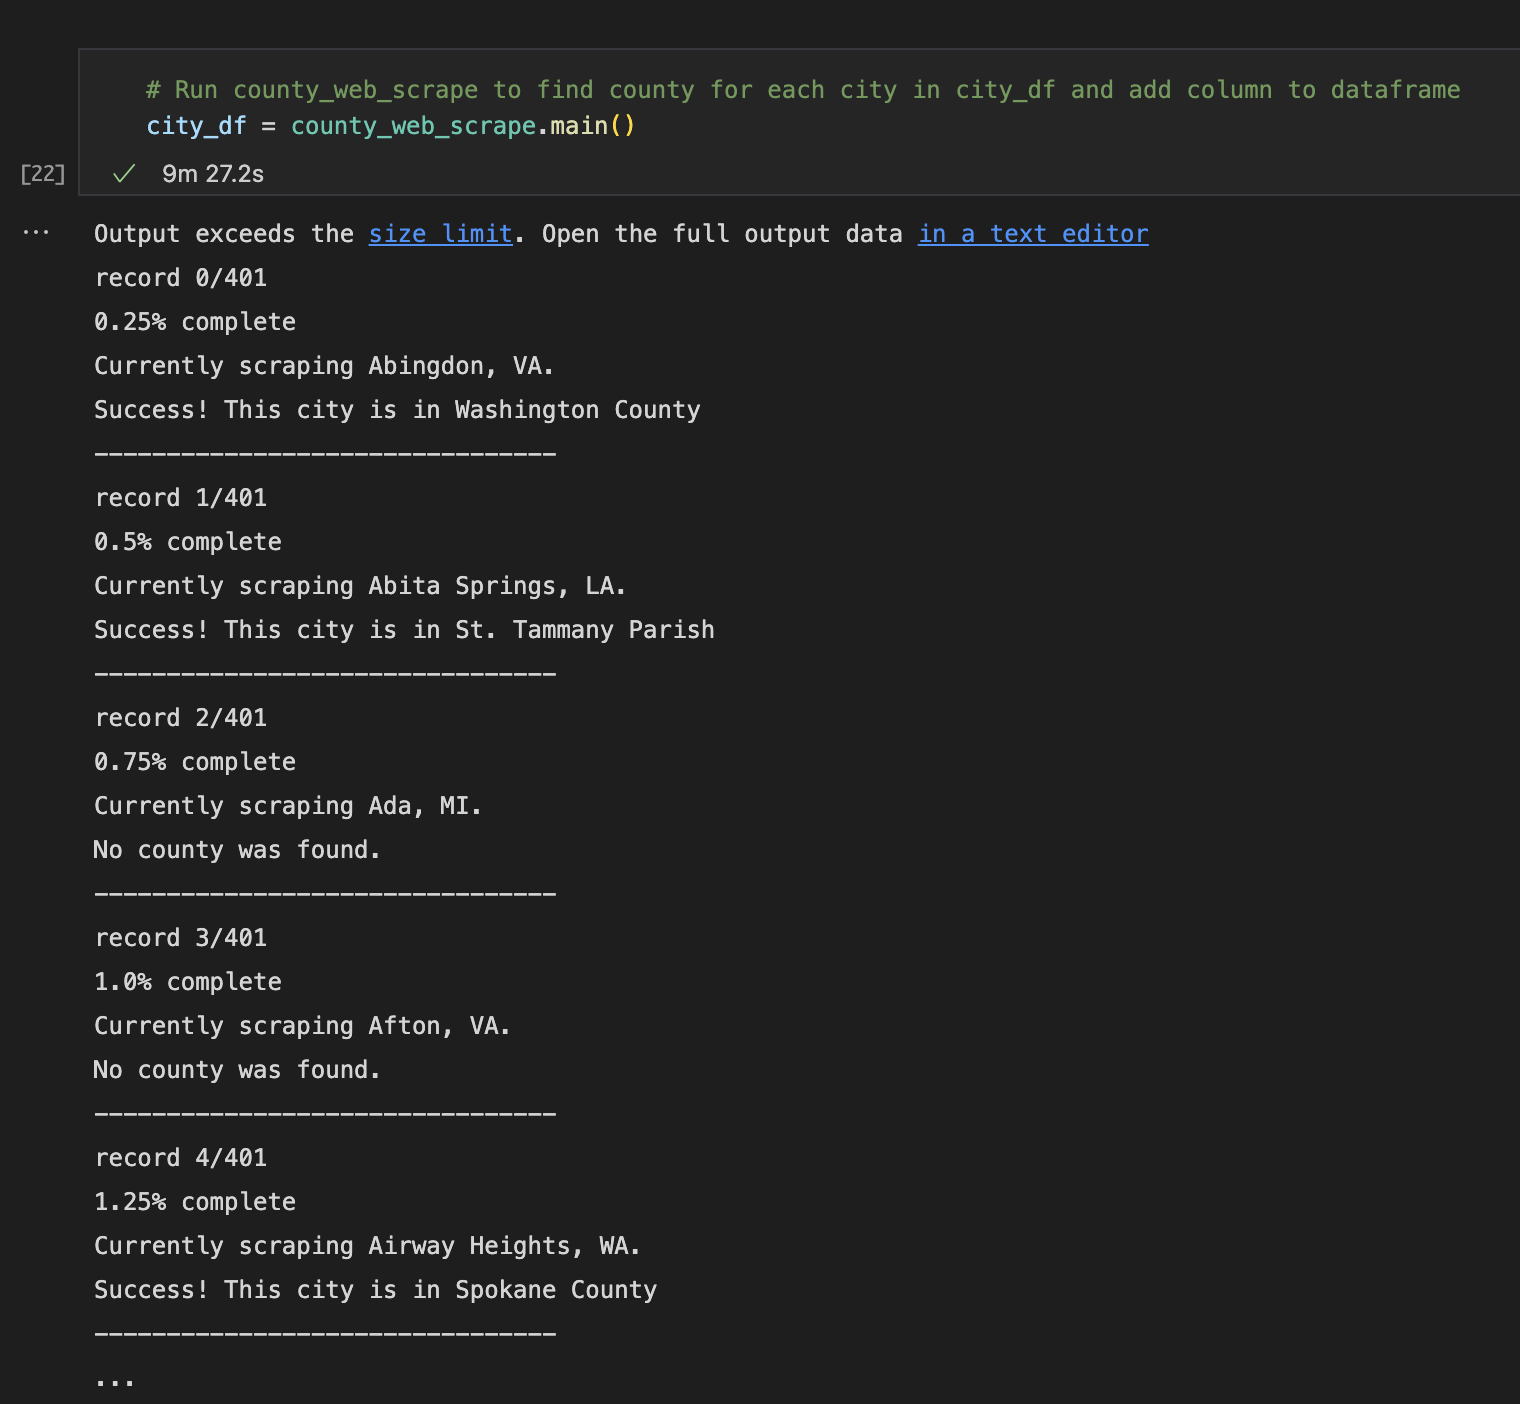 # Run county_web_scrape to find county for each city in city_df and add column to dataframe
city_df = county_web_scrape.main()
[22] ✓ 9m 27.2s
... Output exceeds the size limit. Open the full output data in a text editor
record 0/401
0.25% complete
Currently scraping Abingdon, VA.
Success! This city is in Washington County
--------------------------------
record 1/401
0.5% complete
Currently scraping Abita Springs, LA.
Success! This city is in St. Tammany Parish
--------------------------------
record 2/401
0.75% complete
Currently scraping Ada, MI.
No county was found.
--------------------------------
record 3/401
1.0% complete
Currently scraping Afton, VA.
No county was found.
--------------------------------
record 4/401
1.25% complete
Currently scraping Airway Heights, WA.
Success! This city is in Spokane County
--------------------------------
...